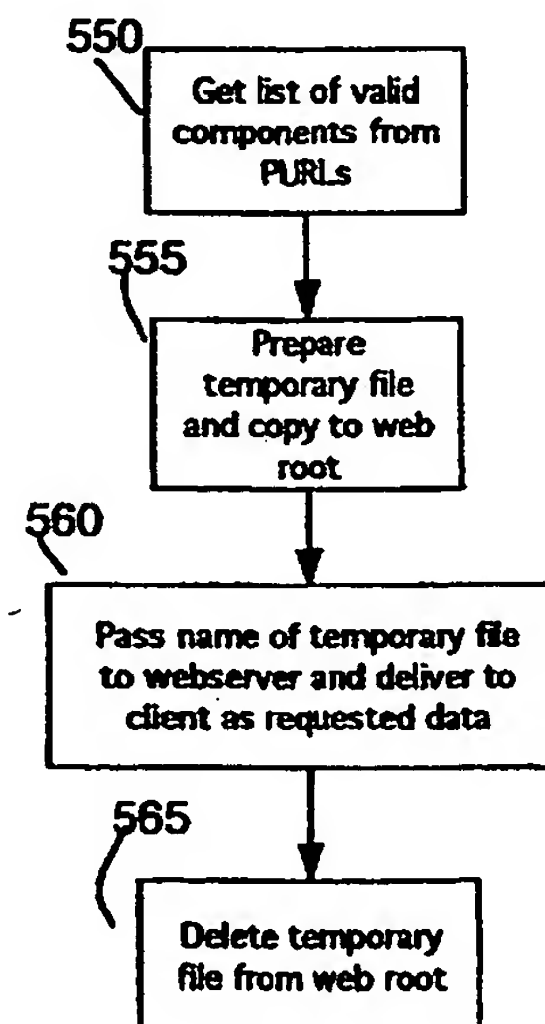 550
Get list of valid
components from
PURLs
555
Prepare
temporary file
and copy to web
root
560
Pass name of temporary file
to webserver and deliver to
client as requested data
565
Delete temporary
file from web root